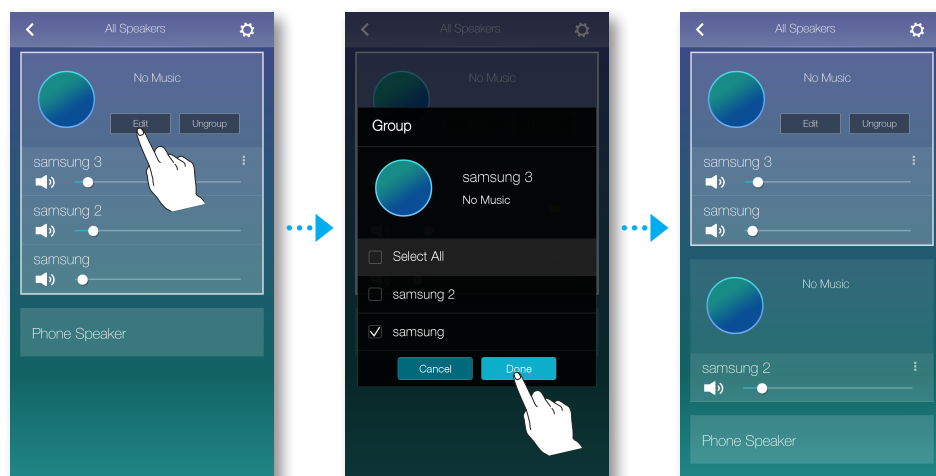 All Speakers
No Music
Edit
Ungroup
samsung 3
samsung 2
samsung
Phone Speaker
All Speakers
No Music
Group
samsung 3
No Music
Select All
samsung 2
samsung
Cancel
Done
All Speakers
No Music
Edit
Ungroup
samsung 3
samsung
No Music
samsung 2
Phone Speaker